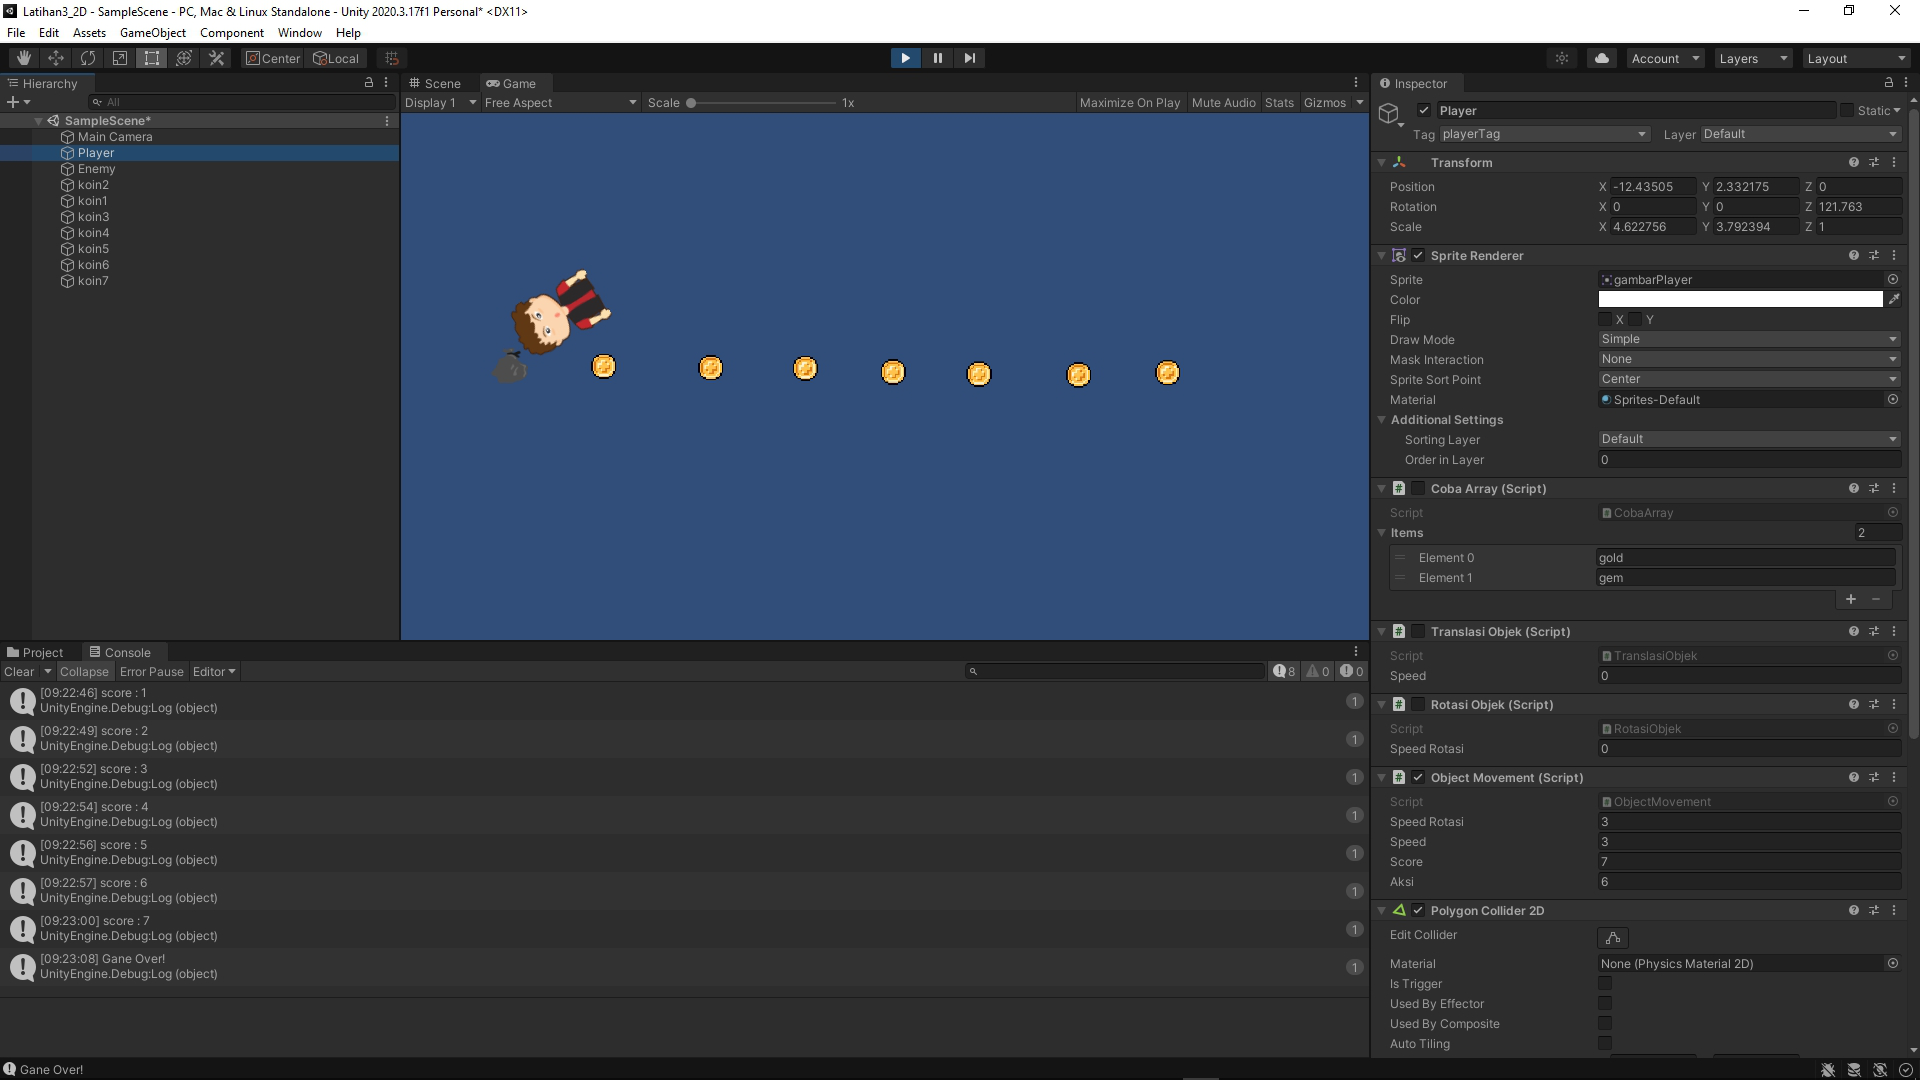 Latihan3_2D - SampleScene - PC, Mac & Linux Standalone - Unity 2020.3.17f1 Personal* <DX11>
File Edit Assets GameObject Component Window Help
Center Local
Account Layers Layout
Hierarchy
All
SampleScene*
Main Camera
Player
Enemy
koin2
koin1
koin3
koin4
koin5
koin6
koin7
Scene Game
Display 1 Free Aspect Scale 1x Maximize On Play Mute Audio Stats Gizmos
Project Console
Clear Collapse Error Pause Editor 8 0 0
[09:22:46] score : 1
UnityEngine.Debug:Log (object)
1
[09:22:49] score : 2
UnityEngine.Debug:Log (object)
1
[09:22:52] score : 3
UnityEngine.Debug:Log (object)
1
[09:22:54] score : 4
UnityEngine.Debug:Log (object)
1
[09:22:56] score : 5
UnityEngine.Debug:Log (object)
1
[09:22:57] score : 6
UnityEngine.Debug:Log (object)
1
[09:23:00] score : 7
UnityEngine.Debug:Log (object)
1
[09:23:08] Gane Over!
UnityEngine.Debug:Log (object)
1
Gane Over!
Inspector
Player Static
Tag playerTag Layer Default
Transform
Position X -12.43505 Y 2.332175 Z 0
Rotation X 0 Y 0 Z 121.763
Scale X 4.622756 Y 3.792394 Z 1
Sprite Renderer
Sprite gambarPlayer
Color
Flip X Y
Draw Mode Simple
Mask Interaction None
Sprite Sort Point Center
Material Sprites-Default
Additional Settings
Sorting Layer Default
Order in Layer 0
Coba Array (Script)
Script CobaArray
Items 2
Element 0 gold
Element 1 gem
Translasi Objek (Script)
Script TranslasiObjek
Speed 0
Rotasi Objek (Script)
Script RotasiObjek
Speed Rotasi 0
Object Movement (Script)
Script ObjectMovement
Speed Rotasi 3
Speed 3
Score 7
Aksi 6
Polygon Collider 2D
Edit Collider
Material None (Physics Material 2D)
Is Trigger
Used By Effector
Used By Composite
Auto Tiling